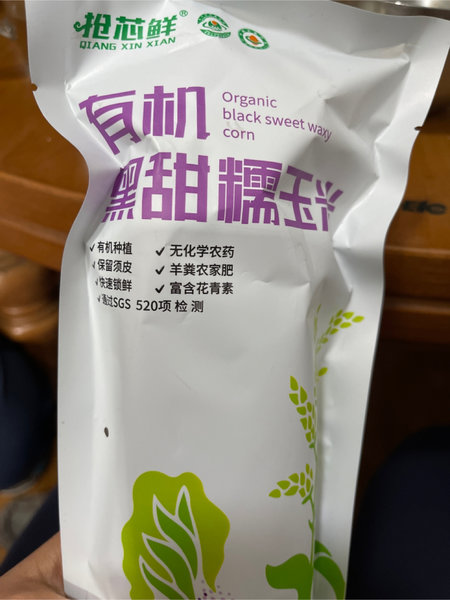 抢芯鲜®
QIANG XIN XIAN
有机
Organic
black sweet waxy
corn
黑甜糯玉米
✓ 有机种植
✓ 无化学农药
✓ 保留须皮
✓ 羊粪农家肥
✓ 快速锁鲜
✓ 富含花青素
✓ 通过SGS 520项检测